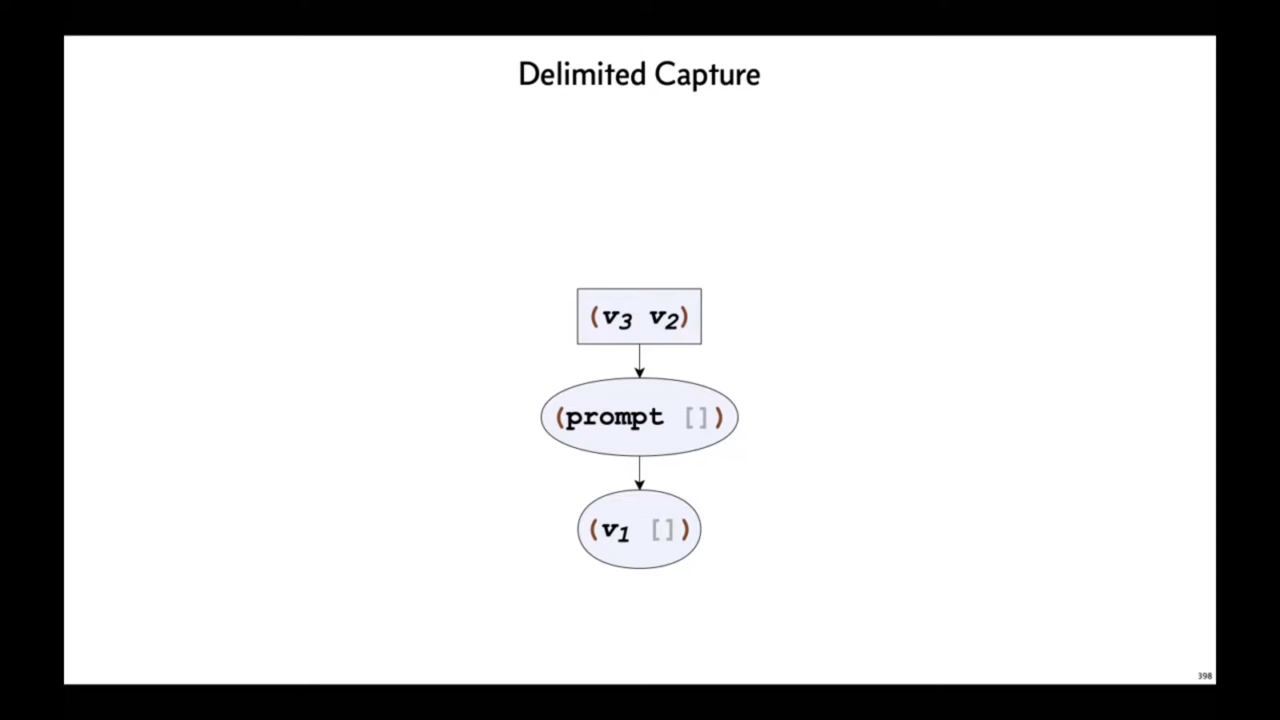 Delimited Capture
(v3 v2)
(prompt [])
(v1 [])
398